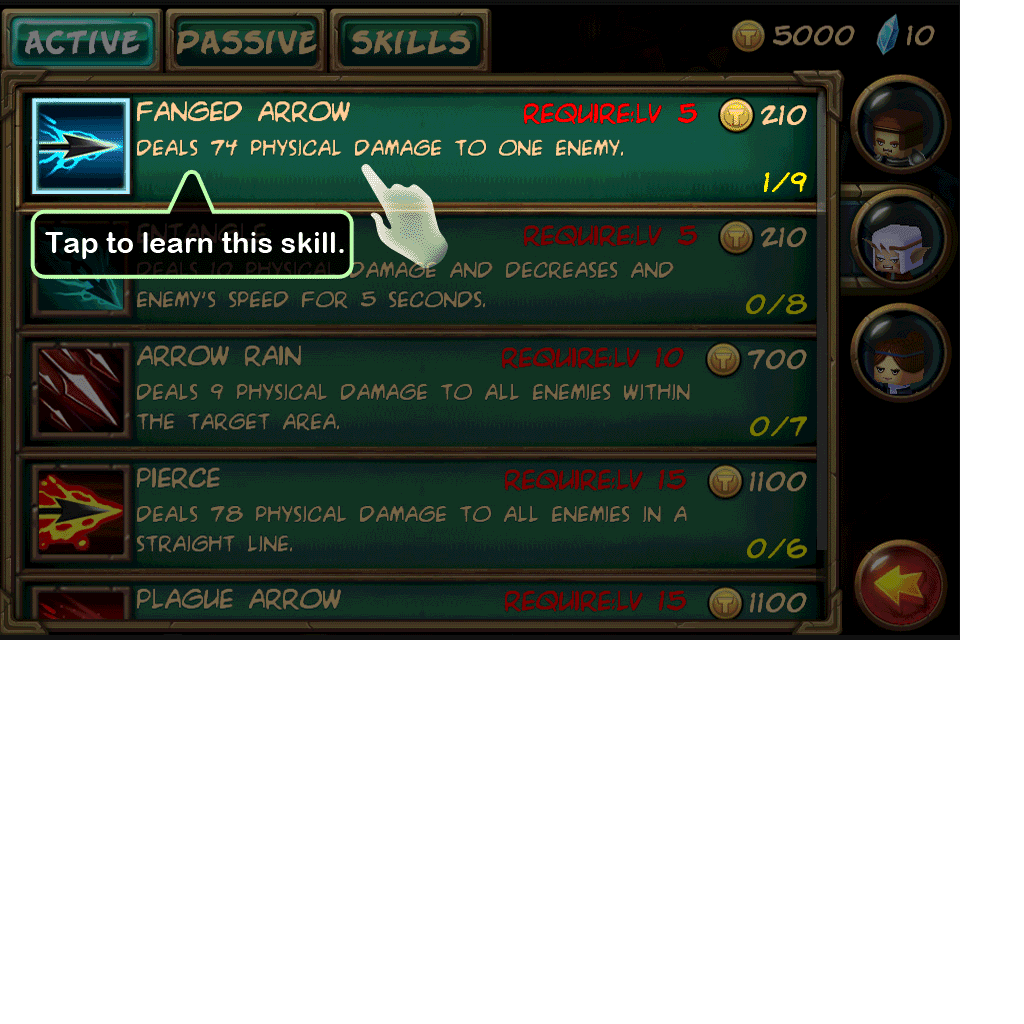 ACTIVE PASSIVE SKILLS 5000 10
FANGED ARROW REQUIRE:LV 5 210
DEALS 74 PHYSICAL DAMAGE TO ONE ENEMY.
1/9
Tap to learn this skill.
ENTANGLE REQUIRE:LV 5 210
DEALS 10 PHYSICAL DAMAGE AND DECREASES AND
ENEMY'S SPEED FOR 5 SECONDS.
0/8
ARROW RAIN REQUIRE:LV 10 700
DEALS 9 PHYSICAL DAMAGE TO ALL ENEMIES WITHIN
THE TARGET AREA.
0/7
PIERCE REQUIRE:LV 15 1100
DEALS 78 PHYSICAL DAMAGE TO ALL ENEMIES IN A
STRAIGHT LINE.
0/6
PLAGUE ARROW REQUIRE:LV 15 1100